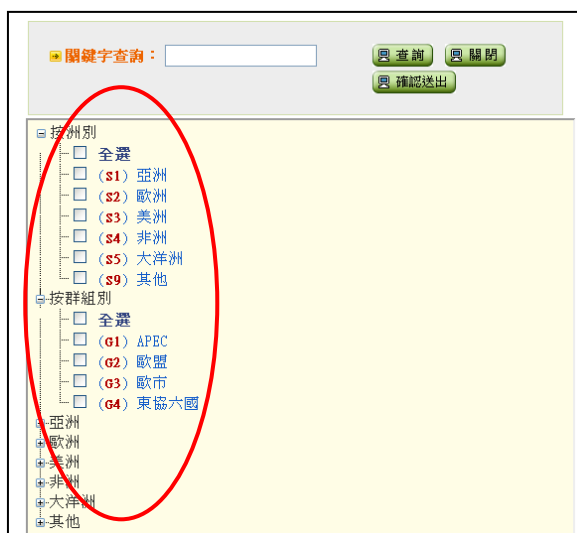 關鍵字查詢：
查詢
關閉
確認送出
按洲別
全選
(S1) 亞洲
(S2) 歐洲
(S3) 美洲
(S4) 非洲
(S5) 大洋洲
(S9) 其他
按群組別
全選
(G1) APEC
(G2) 歐盟
(G3) 歐市
(G4) 東協六國
亞洲
歐洲
美洲
非洲
大洋洲
其他